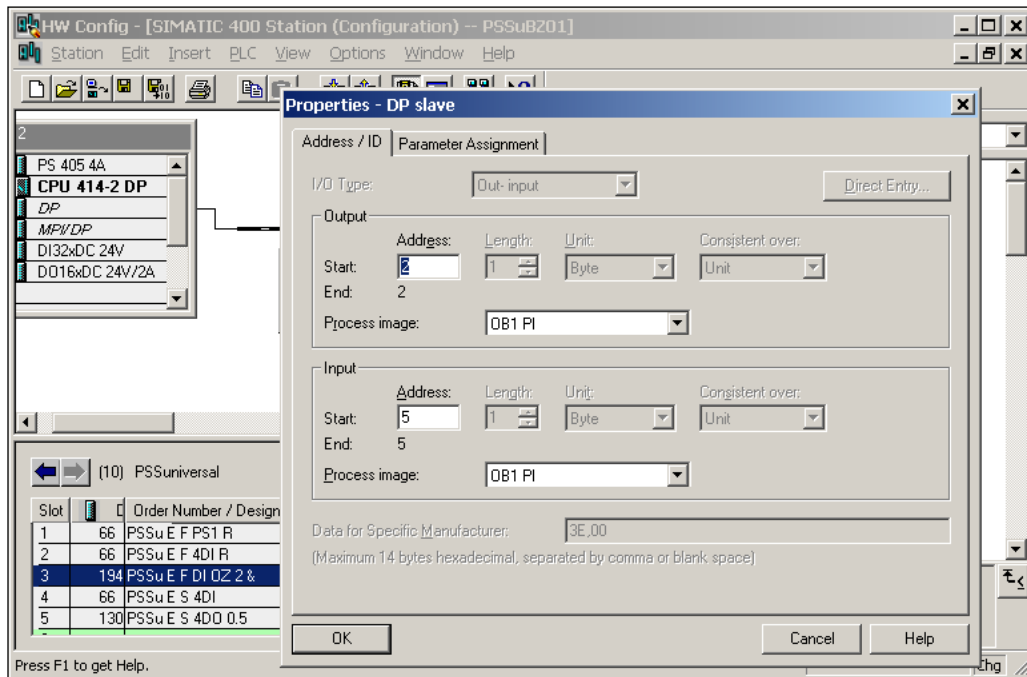 HW Config - [SIMATIC 400 Station (Configuration) -- PSSuBZ01]
Station Edit Insert PLC View Options Window Help
Properties - DP slave
Address / ID Parameter Assignment
2
PS 405 4A
CPU 414-2 DP
DP
MPI/DP
DI32xDC 24V
DO16xDC 24V/2A
I/O Type: Out- input Direct Entry...
Output
Address: Length: Unit: Consistent over:
Start: 2 1 Byte Unit
End: 2
Process image: OB1 PI
Input
Address: Length: Unit: Consistent over:
Start: 5 1 Byte Unit
End: 5
Process image: OB1 PI
Data for Specific Manufacturer: 3E,00
(Maximum 14 bytes hexadecimal, separated by comma or blank space)
OK Cancel Help
(10) PSSuniversal
Slot D Order Number / Design
1 66 PSSu E F PS1 R
2 66 PSSu E F 4DI R
3 194 PSSu E F DI OZ 2 &
4 66 PSSu E S 4DI
5 130 PSSu E S 4DO 0.5
Press F1 to get Help. Chg